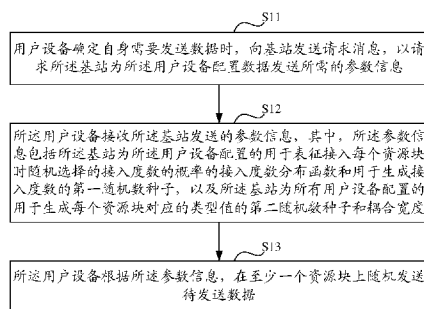 S11
用户设备确定自身需要发送数据时，向基站发送请求消息，以请
求所述基站为所述用户设备配置数据发送所需的参数信息
S12
所述用户设备接收所述基站发送的参数信息，其中，所述参数信
息包括所述基站为所述用户设备配置的用于表征接入每个资源块
时随机选择的接入度数的概率的接入度数分布函数和用于生成接
入度数的第一随机数种子，以及所述基站为所有用户设备配置的
用于生成每个资源块对应的类型值的第二随机数种子和耦合宽度
S13
所述用户设备根据所述参数信息，在至少一个资源块上随机发送
待发送数据